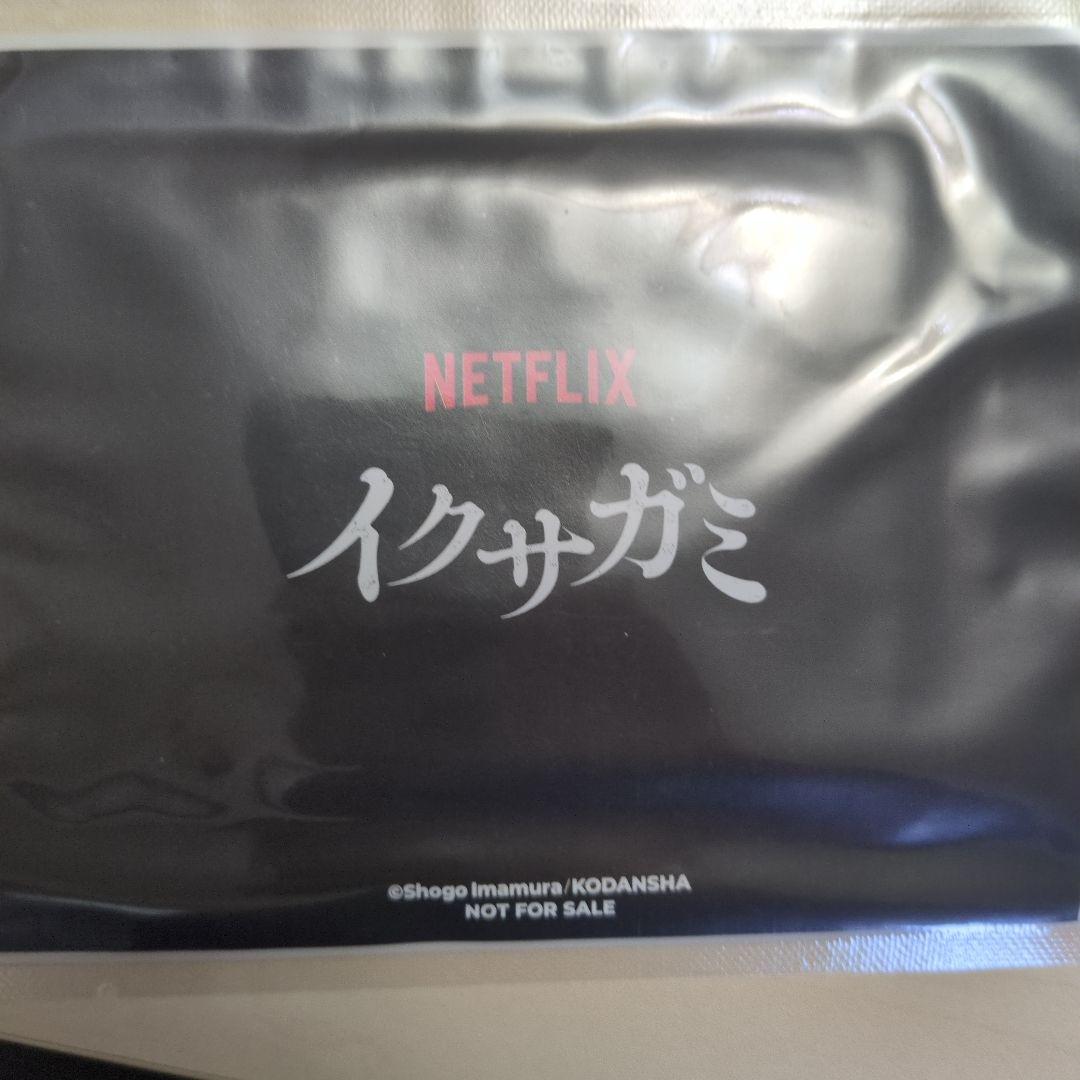 NETFLIX
イクサガミ
©Shogo Imamura/KODANSHA
NOT FOR SALE